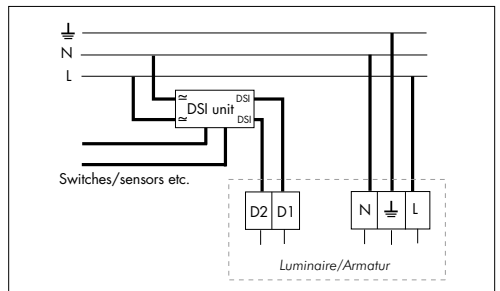 ⏚
N
L
≃ DSI
DSI unit
≃ DSI
Switches/sensors etc.
D2 D1 N ⏚ L
Luminaire/Armatur